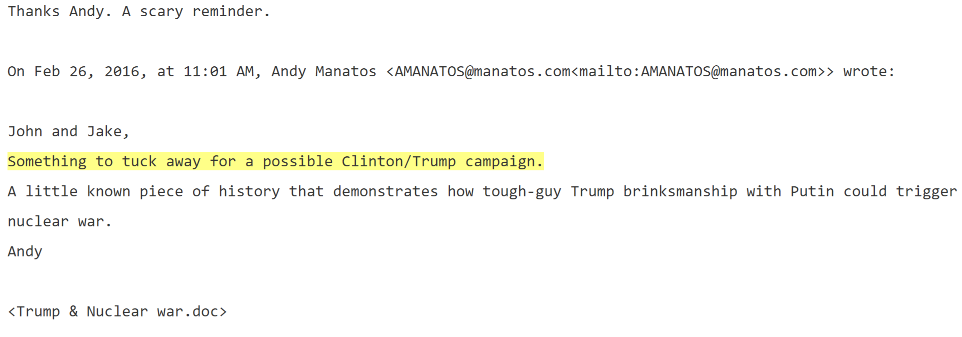 Thanks Andy. A scary reminder.
On Feb 26, 2016, at 11:01 AM, Andy Manatos <AMANATOS@manatos.com<mailto:AMANATOS@manatos.com>> wrote:
John and Jake,
Something to tuck away for a possible Clinton/Trump campaign.
A little known piece of history that demonstrates how tough-guy Trump brinksmanship with Putin could trigger
nuclear war.
Andy
<Trump & Nuclear war.doc>